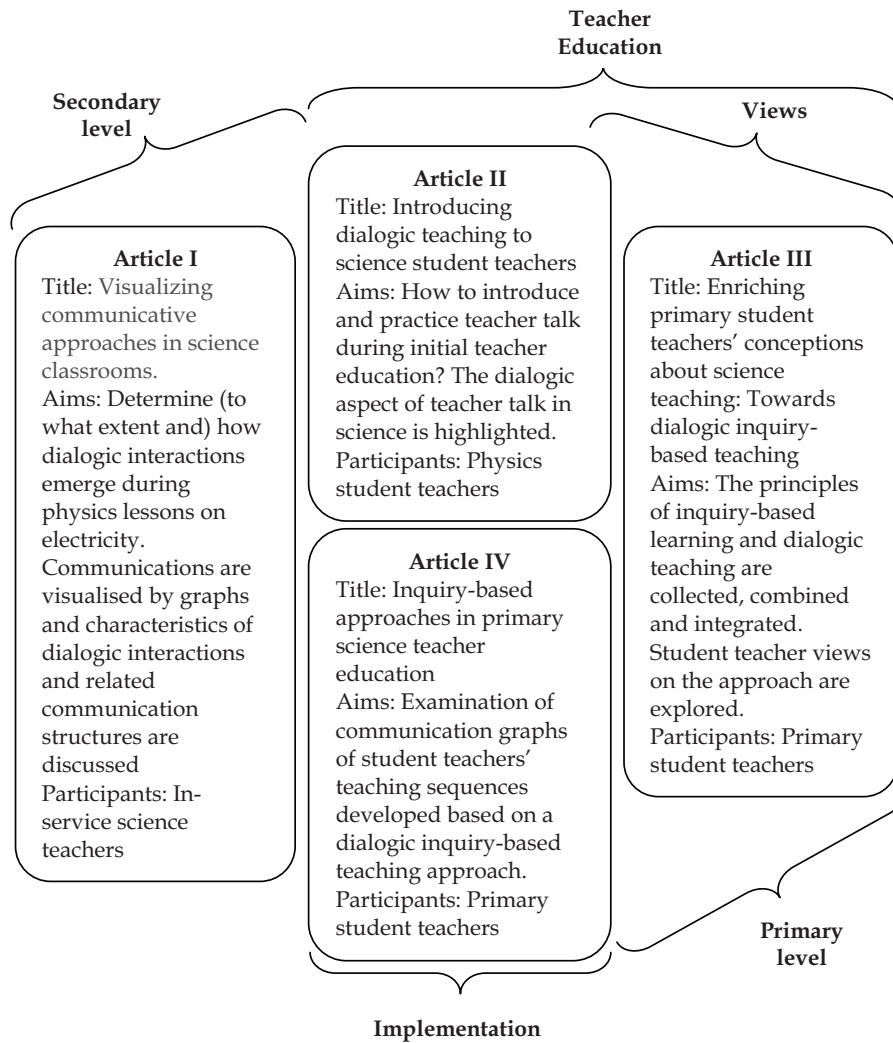 Teacher
Education
Secondary
level
Views
Article II
Title: Introducing
dialogic teaching to
science student teachers
Aims: How to introduce
and practice teacher talk
during initial teacher
education? The dialogic
aspect of teacher talk in
science is highlighted.
Participants: Physics
student teachers
Article I
Title: Visualizing
communicative
approaches in science
classrooms.
Aims: Determine (to
what extent and) how
dialogic interactions
emerge during
physics lessons on
electricity.
Communications are
visualised by graphs
and characteristics of
dialogic interactions
and related
communication
structures are
discussed
Participants: In-
service science
teachers
Article III
Title: Enriching
primary student
teachers’ conceptions
about science
teaching: Towards
dialogic inquiry-
based teaching
Aims: The principles
of inquiry-based
learning and dialogic
teaching are
collected, combined
and integrated.
Student teacher views
on the approach are
explored.
Participants: Primary
student teachers
Article IV
Title: Inquiry-based
approaches in primary
science teacher
education
Aims: Examination of
communication graphs
of student teachers’
teaching sequences
developed based on a
dialogic inquiry-based
teaching approach.
Participants: Primary
student teachers
Primary
level
Implementation